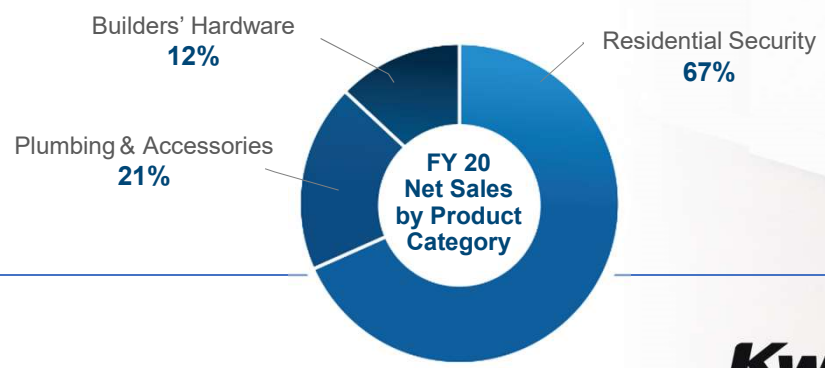 Builders' Hardware
12%
Residential Security
67%
Plumbing & Accessories
21%
FY 20
Net Sales
by Product
Category